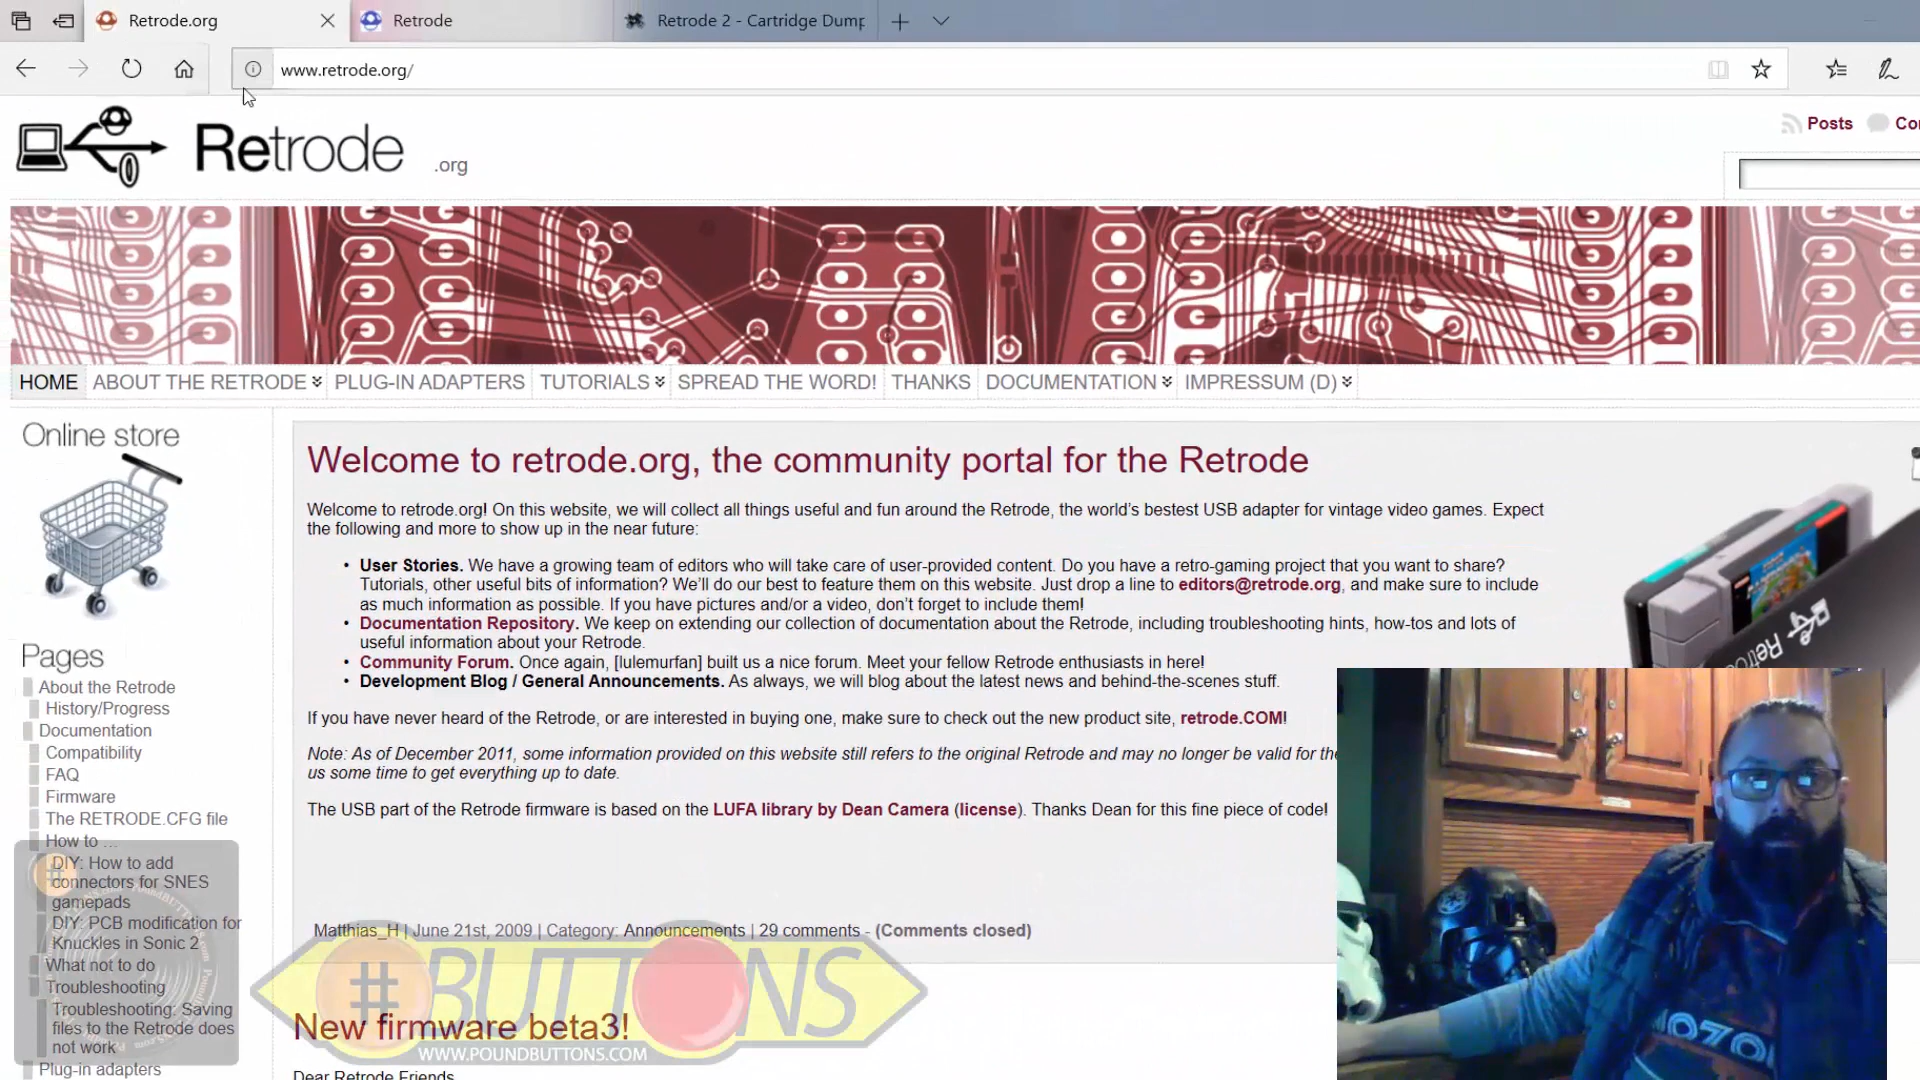 Retrode.org
Retrode
Retrode 2 - Cartridge Dump
www.retrode.org/
Retrode .org
Posts
Co
HOME
ABOUT THE RETRODE
PLUG-IN ADAPTERS
TUTORIALS
SPREAD THE WORD!
THANKS
DOCUMENTATION
IMPRESSUM (D)
Online store
Pages
About the Retrode
History/Progress
Documentation
Compatibility
FAQ
Firmware
The RETRODE.CFG file
How to ...
DIY: How to add
connectors for SNES
gamepads
DIY: PCB modification for
Knuckles in Sonic 2
What not to do
Troubleshooting
Troubleshooting: Saving
files to the Retrode does
not work
Plug-in adapters
Welcome to retrode.org, the community portal for the Retrode
Welcome to retrode.org! On this website, we will collect all things useful and fun around the Retrode, the world's bestest USB adapter for vintage video games. Expect
the following and more to show up in the near future:
• User Stories. We have a growing team of editors who will take care of user-provided content. Do you have a retro-gaming project that you want to share?
Tutorials, other useful bits of information? We'll do our best to feature them on this website. Just drop a line to editors@retrode.org, and make sure to include
as much information as possible. If you have pictures and/or a video, don't forget to include them!
• Documentation Repository. We keep on extending our collection of documentation about the Retrode, including troubleshooting hints, how-tos and lots of
useful information about your Retrode.
• Community Forum. Once again, [lulemurfan] built us a nice forum. Meet your fellow Retrode enthusiasts in here!
• Development Blog / General Announcements. As always, we will blog about the latest news and behind-the-scenes stuff.
If you have never heard of the Retrode, or are interested in buying one, make sure to check out the new product site, retrode.COM!
Note: As of December 2011, some information provided on this website still refers to the original Retrode and may no longer be valid for the
us some time to get everything up to date.
The USB part of the Retrode firmware is based on the LUFA library by Dean Camera (license). Thanks Dean for this fine piece of code!
Matthias_H | June 21st, 2009 | Category: Announcements | 29 comments - (Comments closed)
New firmware beta3!
Dear Retrode Friends
Retrode
# BUTTONS
WWW.POUNDBUTTONS.COM
#